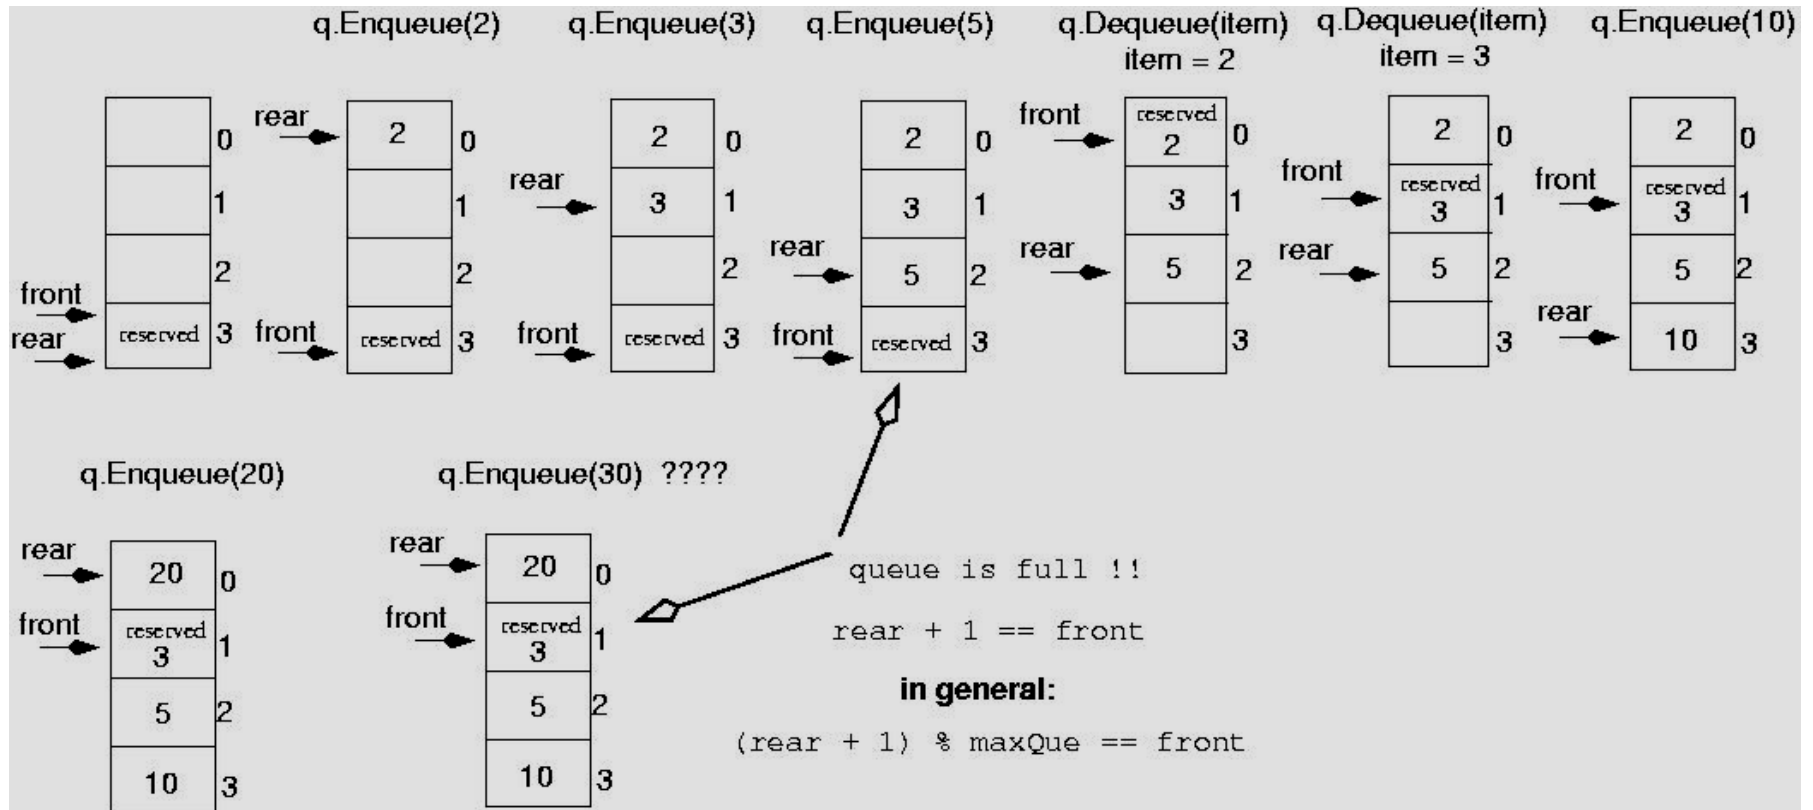 q.Enqueue(2)
q.Enqueue(3)
q.Enqueue(5)
q.Dequeue(item)
item = 2
q.Dequeue(item)
item = 3
q.Enqueue(10)
0
1
2
front
rear
reserved 3
rear
2 0
1
2
front
reserved 3
2 0
rear
3 1
2
front
reserved 3
2 0
3 1
rear
5 2
front
reserved 3
front
reserved
2 0
3 1
rear
5 2
3
2 0
front
reserved
3 1
rear
5 2
3
2 0
front
reserved
3 1
5 2
rear
10 3
q.Enqueue(20)
rear
20 0
front
reserved
3 1
5 2
10 3
q.Enqueue(30) ????
rear
20 0
front
reserved
3 1
5 2
10 3
queue is full !!
rear + 1 == front
in general:
(rear + 1) % maxQue == front